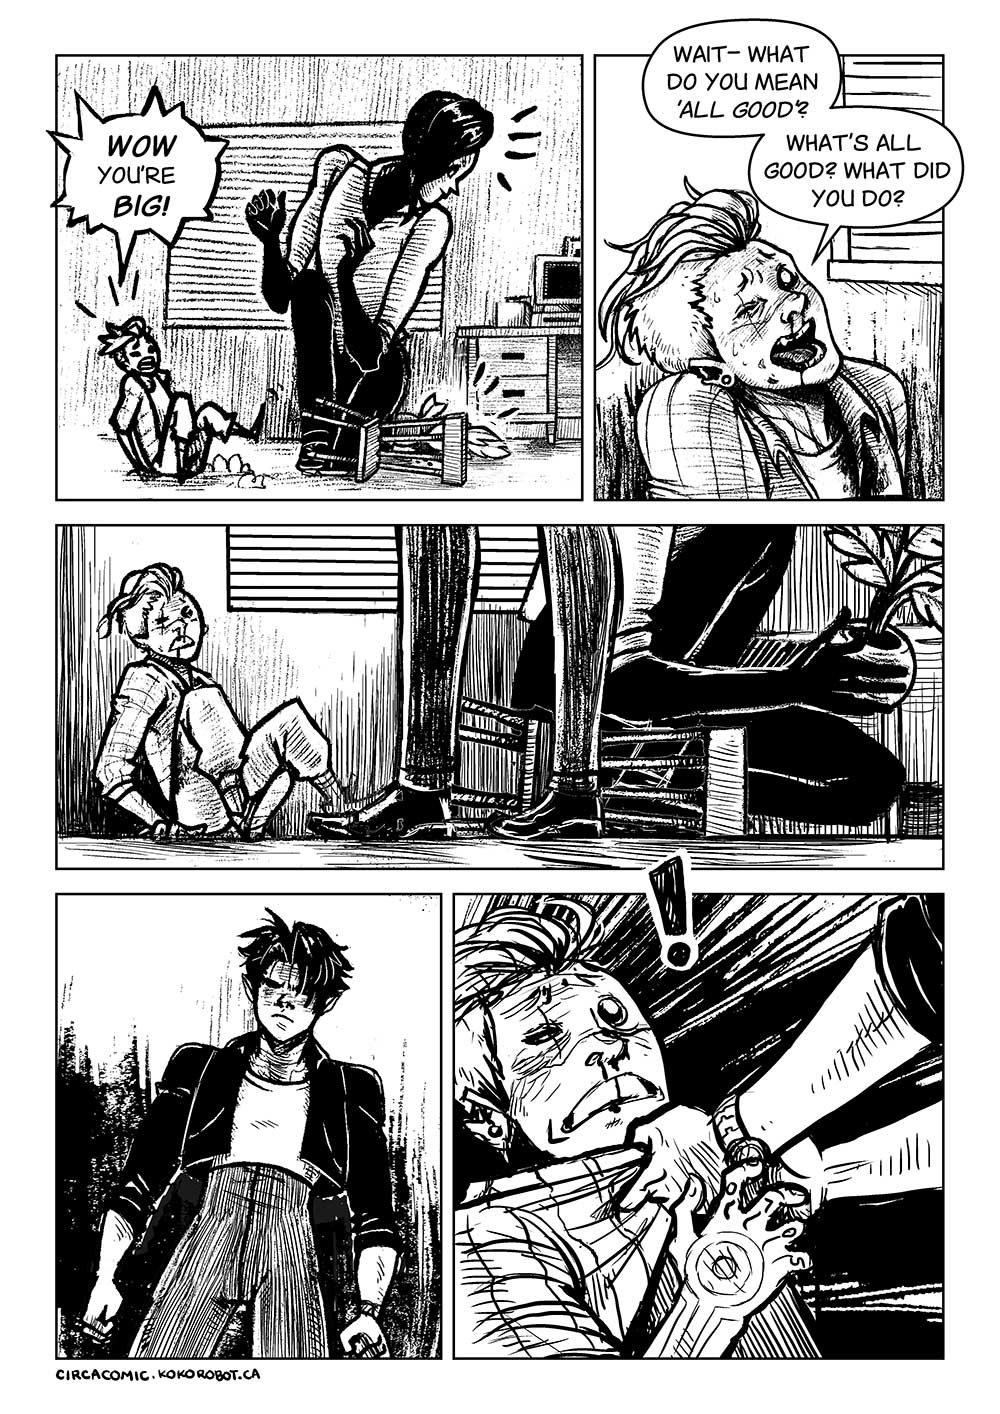 WOW
YOU'RE
BIG!
WAIT- WHAT
DO YOU MEAN
'ALL GOOD'?
WHAT'S ALL
GOOD? WHAT DID
YOU DO?
!
CIRCACOMIC.KOKOROBOT.CA